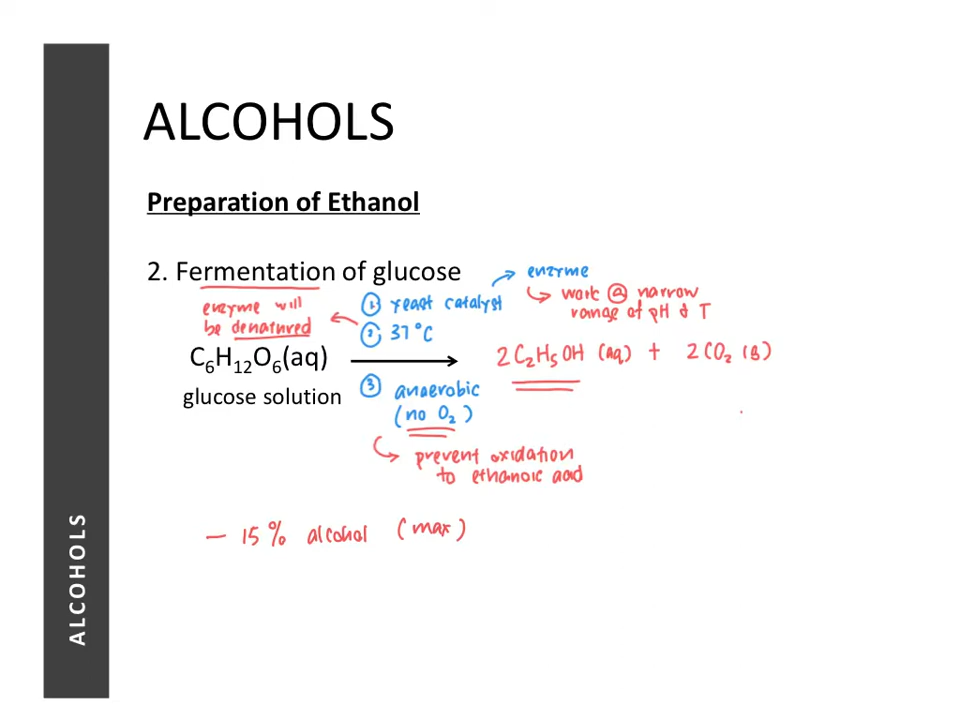 ALCOHOLS
Preparation of Ethanol
2. Fermentation of glucose
enzyme
work @ narrow
range of pH & T
① yeast catalyst
enzyme will
be denatured
② 37°C
C₆H₁₂O₆(aq)
2 C₂H₅OH (aq) + 2 CO₂ (g)
glucose solution
③ anaerobic
(no O₂)
prevent oxidation
to ethanoic acid
– 15% alcohol (max)
ALCOHOLS